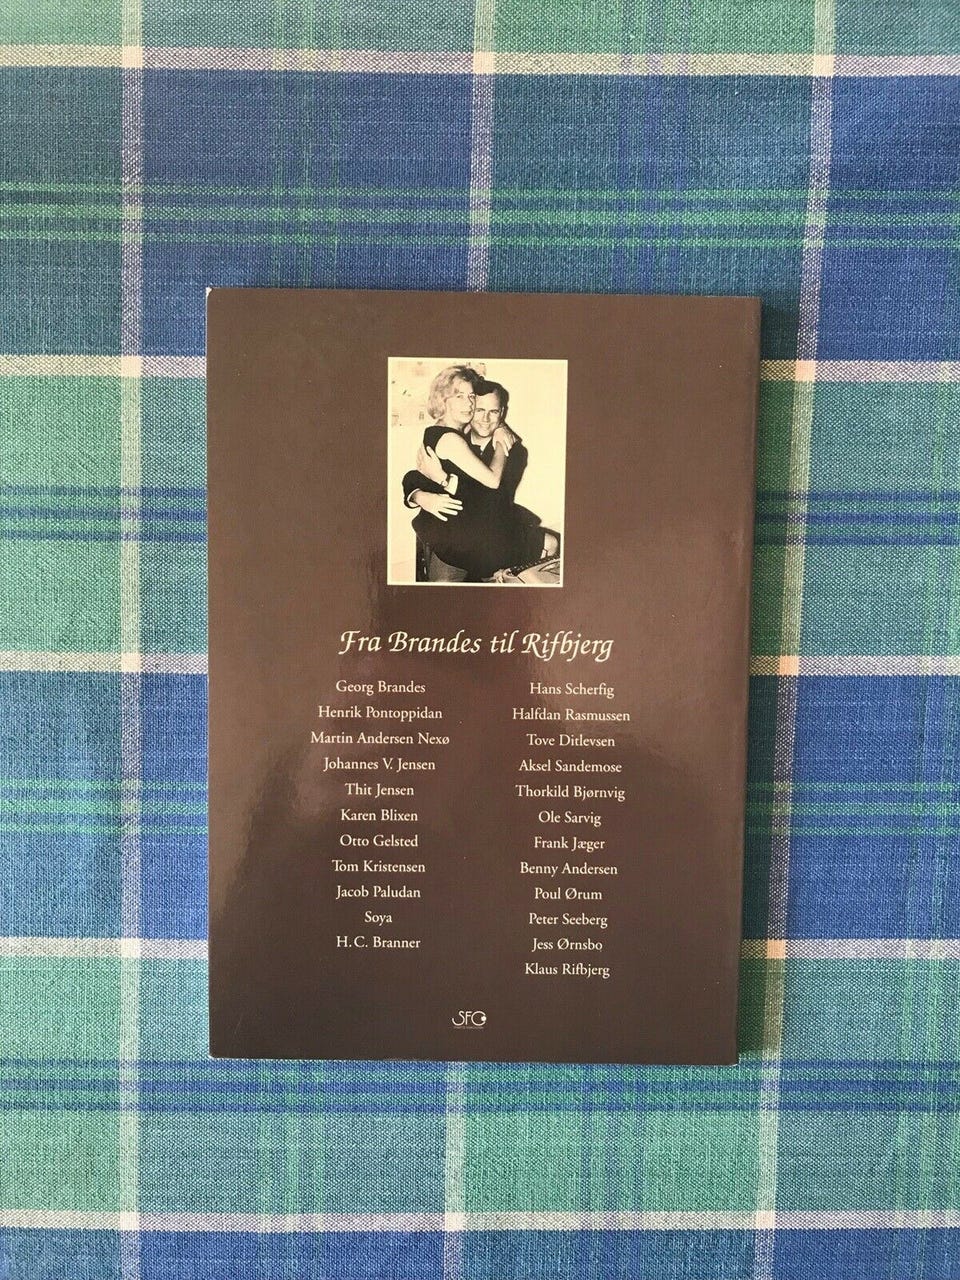 Fra Brandes til Rifbjerg
Georg Brandes
Henrik Pontoppidan
Martin Andersen Nexø
Johannes V. Jensen
Thit Jensen
Karen Blixen
Otto Gelsted
Tom Kristensen
Jacob Paludan
Soya
H. C. Branner
Hans Scherfig
Halfdan Rasmussen
Tove Ditlevsen
Aksel Sandemose
Thorkild Bjørnvig
Ole Sarvig
Frank Jæger
Benny Andersen
Poul Ørum
Peter Seeberg
Jess Ørnsbo
Klaus Rifbjerg